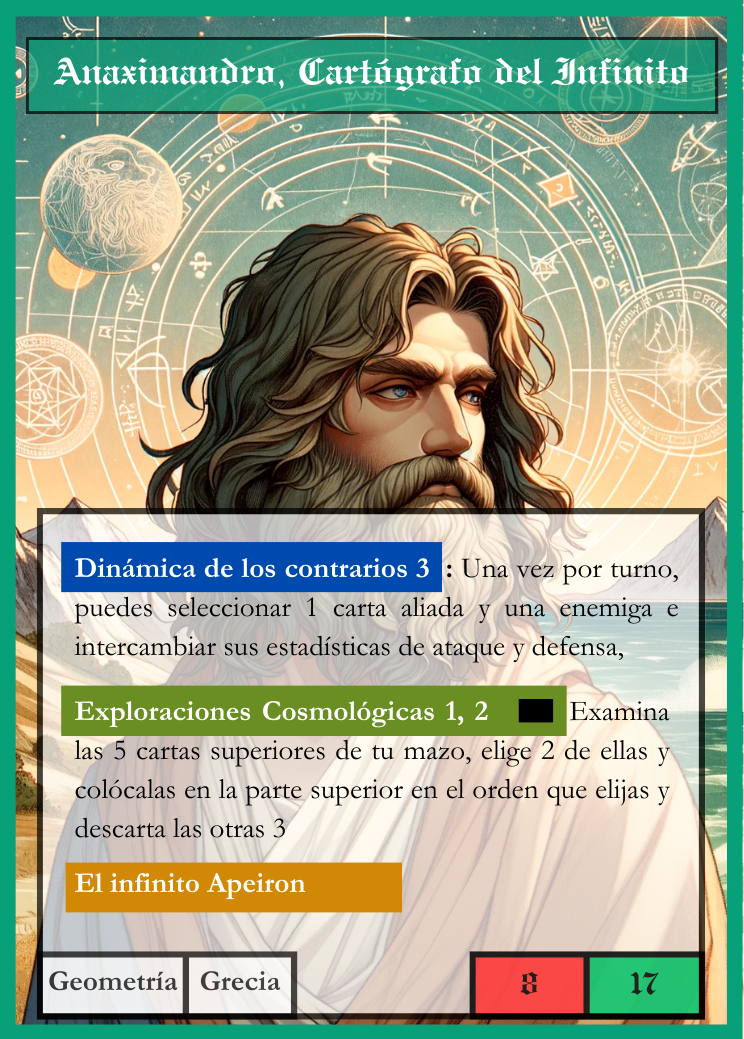 Anaximandro, Cartógrafo del Infinito
Dinámica de los contrarios 3 : Una vez por turno,
puedes seleccionar 1 carta aliada y una enemiga e
intercambiar sus estadísticas de ataque y defensa,
Exploraciones Cosmológicas 1, 2 Examina
las 5 cartas superiores de tu mazo, elige 2 de ellas y
colócalas en la parte superior en el orden que elijas y
descarta las otras 3
El infinito Apeiron
Geometría Grecia 8 17